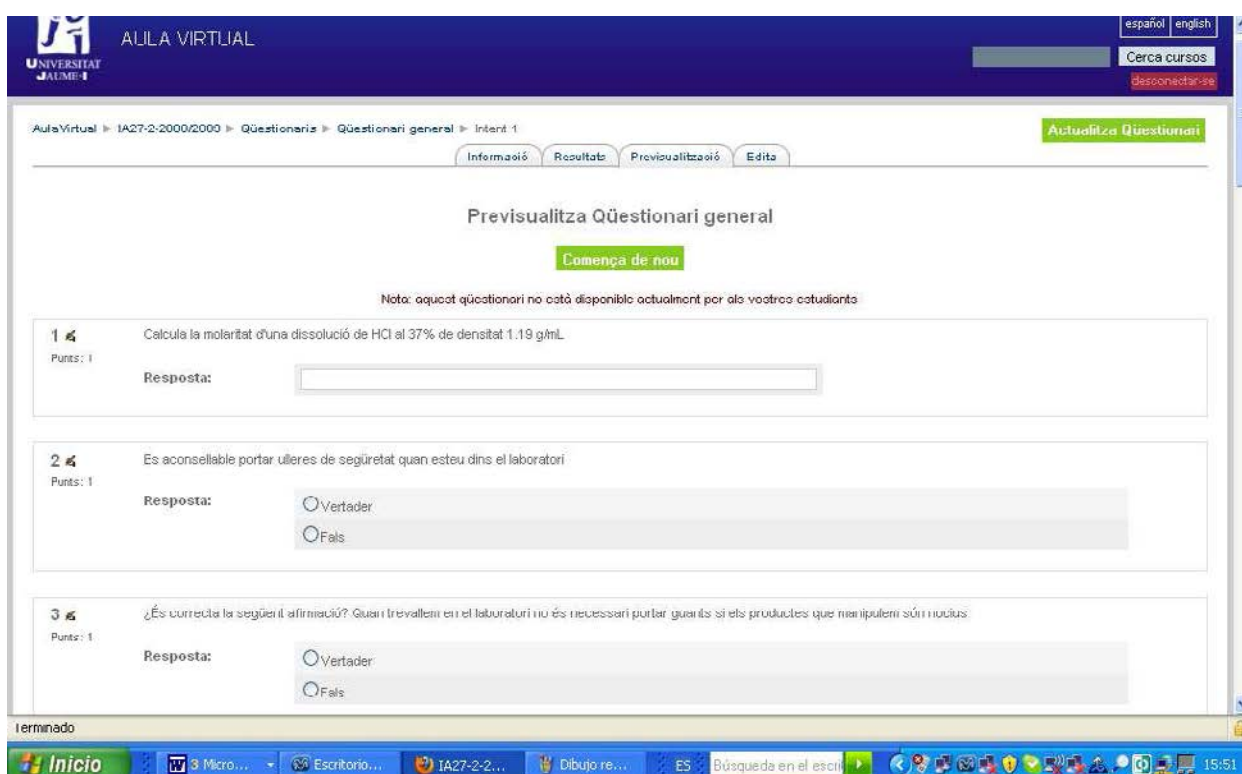 español english
AULA VIRTUAL
UNIVERSITAT
JAUME·I
Cerca cursos
desconectar-se
AulaVirtual ► IA27-2-2000/2000 ► Qüestionaris ► Qüestionari general ► Intent 1
Actualitza Qüestionari
Informació Resultats Previsualització Edita
Previsualitza Qüestionari general
Comença de nou
Nota: aquest qüestionari no està disponible actualment per als vostres estudiants
1
Calcula la molaritat d'una dissolució de HCl al 37% de densitat 1.19 g/mL
Punts: 1
Resposta:
2
Es aconsellable portar ulleres de següretat quan esteu dins el laboratori
Punts: 1
Resposta:
Vertader
Fals
3
¿És correcta la següent afirmació? Quan trevallem en el laboratori no és necessari portar guants si els productes que manipulem són nocius
Punts: 1
Resposta:
Vertader
Fals
Terminado
Inicio 3 Micro... Escritorio... IA27-2-2... Dibujo re... ES Búsqueda en el escri 15:51